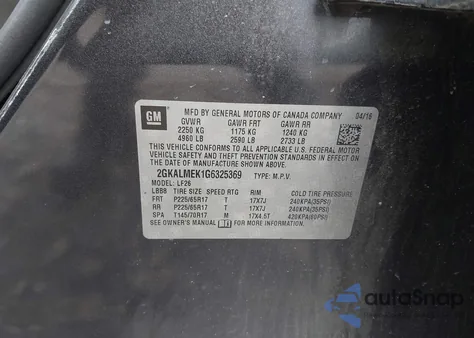 GM
MFD BY GENERAL MOTORS OF CANADA COMPANY 04/16
GVWR GAWR FRT GAWR RR
2250 KG 1175 KG 1240 KG
4960 LB 2590 LB 2733 LB
THIS VEHICLE CONFORMS TO ALL APPLICABLE U.S.
FEDERAL MOTOR VEHICLE SAFETY, BUMPER, AND
THEFT PREVENTION STANDARDS IN EFFECT ON THE
DATE OF MANUFACTURE SHOWN ABOVE.
2GKALMEK1G6325369 TYPE: M.P.V.
MODEL: LF26
LBB8 TIRE SIZE SPEED RTG RIM
FRT P225/65R17 T 17X7J 240KPA(35PSI)
RR P225/65R17 T 17X7J 240KPA(35PSI)
SPA T145/70R17 M 17X4.5T 420KPA(60PSI)
SEE OWNER'S MANUAL FOR MORE INFORMATION.
autoSnap